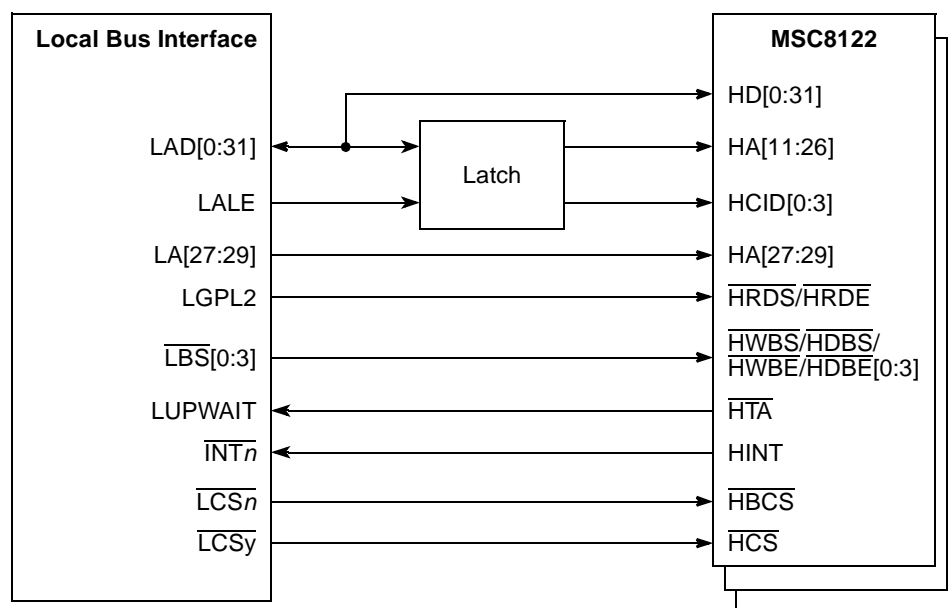 Local Bus Interface
MSC8122
HD[0:31]
LAD[0:31]
HA[11:26]
Latch
LALE
HCID[0:3]
LA[27:29]
HA[27:29]
LGPL2
HRDS/HRDE
LBS[0:3]
HWBS/HDBS/
HWBE/HDBE[0:3]
LUPWAIT
HTA
INTn
HINT
LCSn
HBCS
LCSy
HCS